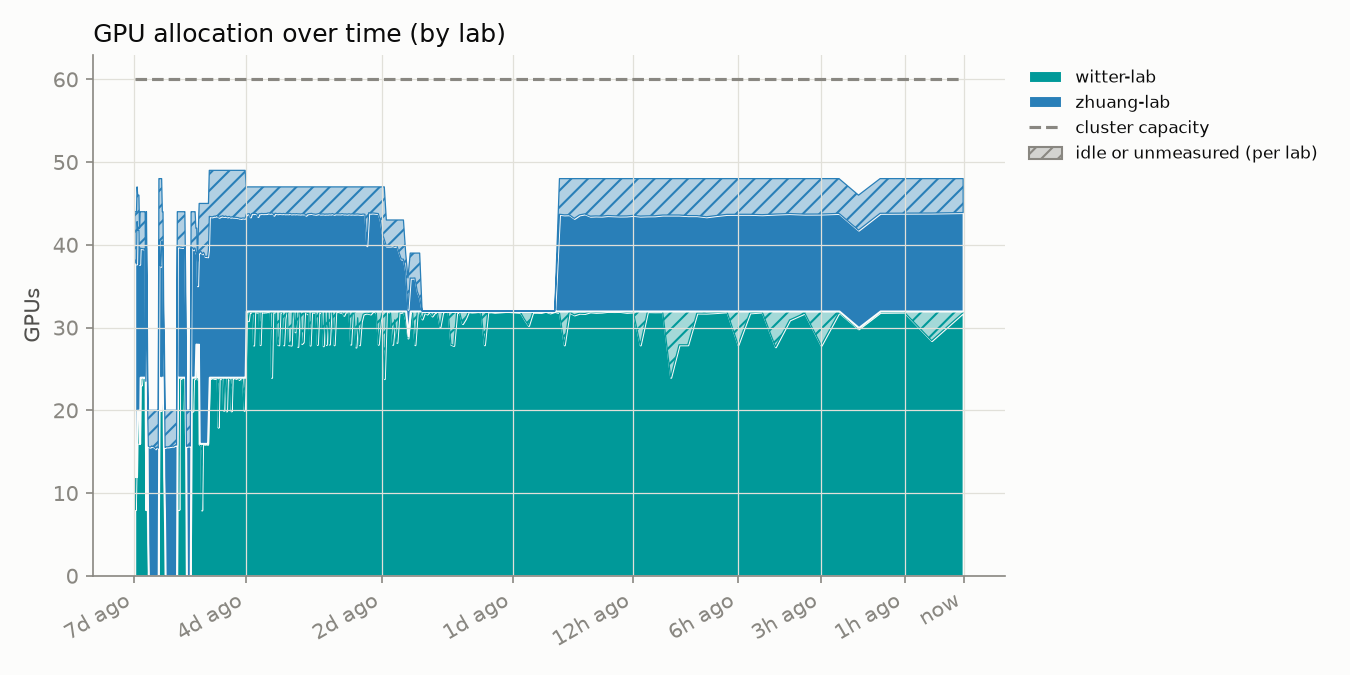 GPU allocation over time (by lab)
witter-lab
zhuang-lab
cluster capacity
idle or unmeasured (per lab)
GPUs
60
50
40
30
20
10
0
7d ago
4d ago
2d ago
1d ago
12h ago
6h ago
3h ago
1h ago
now